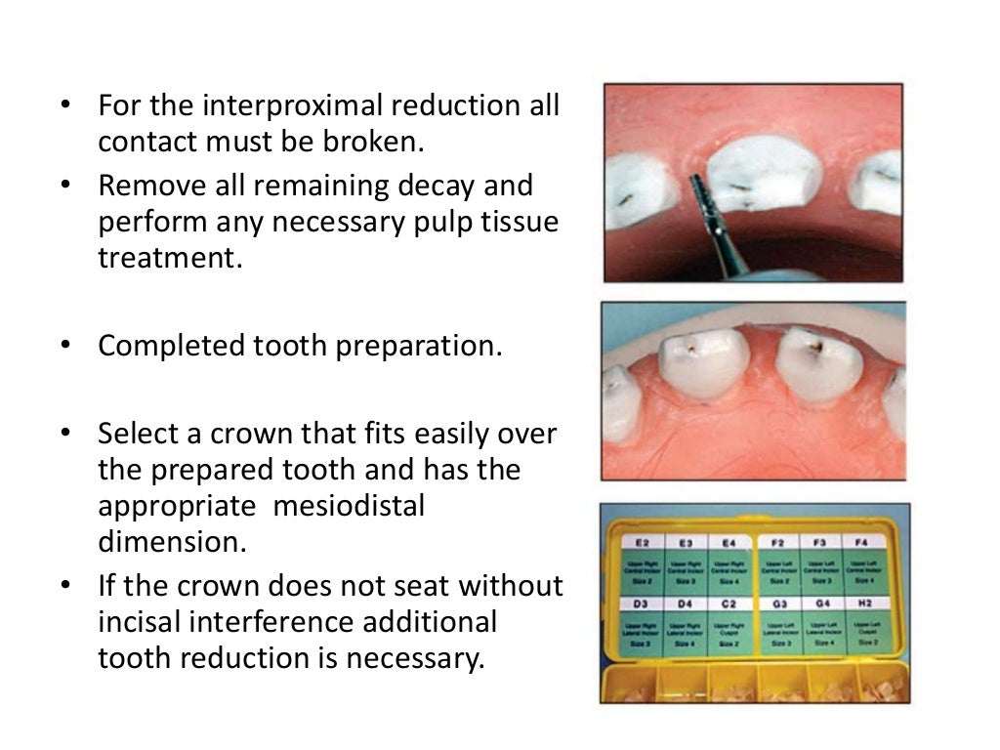 • For the interproximal reduction all
contact must be broken.
• Remove all remaining decay and
perform any necessary pulp tissue
treatment.
• Completed tooth preparation.
• Select a crown that fits easily over
the prepared tooth and has the
appropriate  mesiodistal
dimension.
• If the crown does not seat without
incisal interference additional
tooth reduction is necessary.
E2 E3 E4 F2 F3 F4
Upper Right Upper Right Upper Right Upper Left Upper Left Upper Left
Central Incisor Central Incisor Central Incisor Central Incisor Central Incisor Central Incisor
Size 2 Size 3 Size 4 Size 2 Size 3 Size 4
D3 D4 C2 G3 G4 H2
Upper Right Upper Right Upper Right Upper Left Upper Left Upper Left
Lateral Incisor Lateral Incisor Cuspid Lateral Incisor Lateral Incisor Cuspid
Size 3 Size 4 Size 2 Size 3 Size 4 Size 2